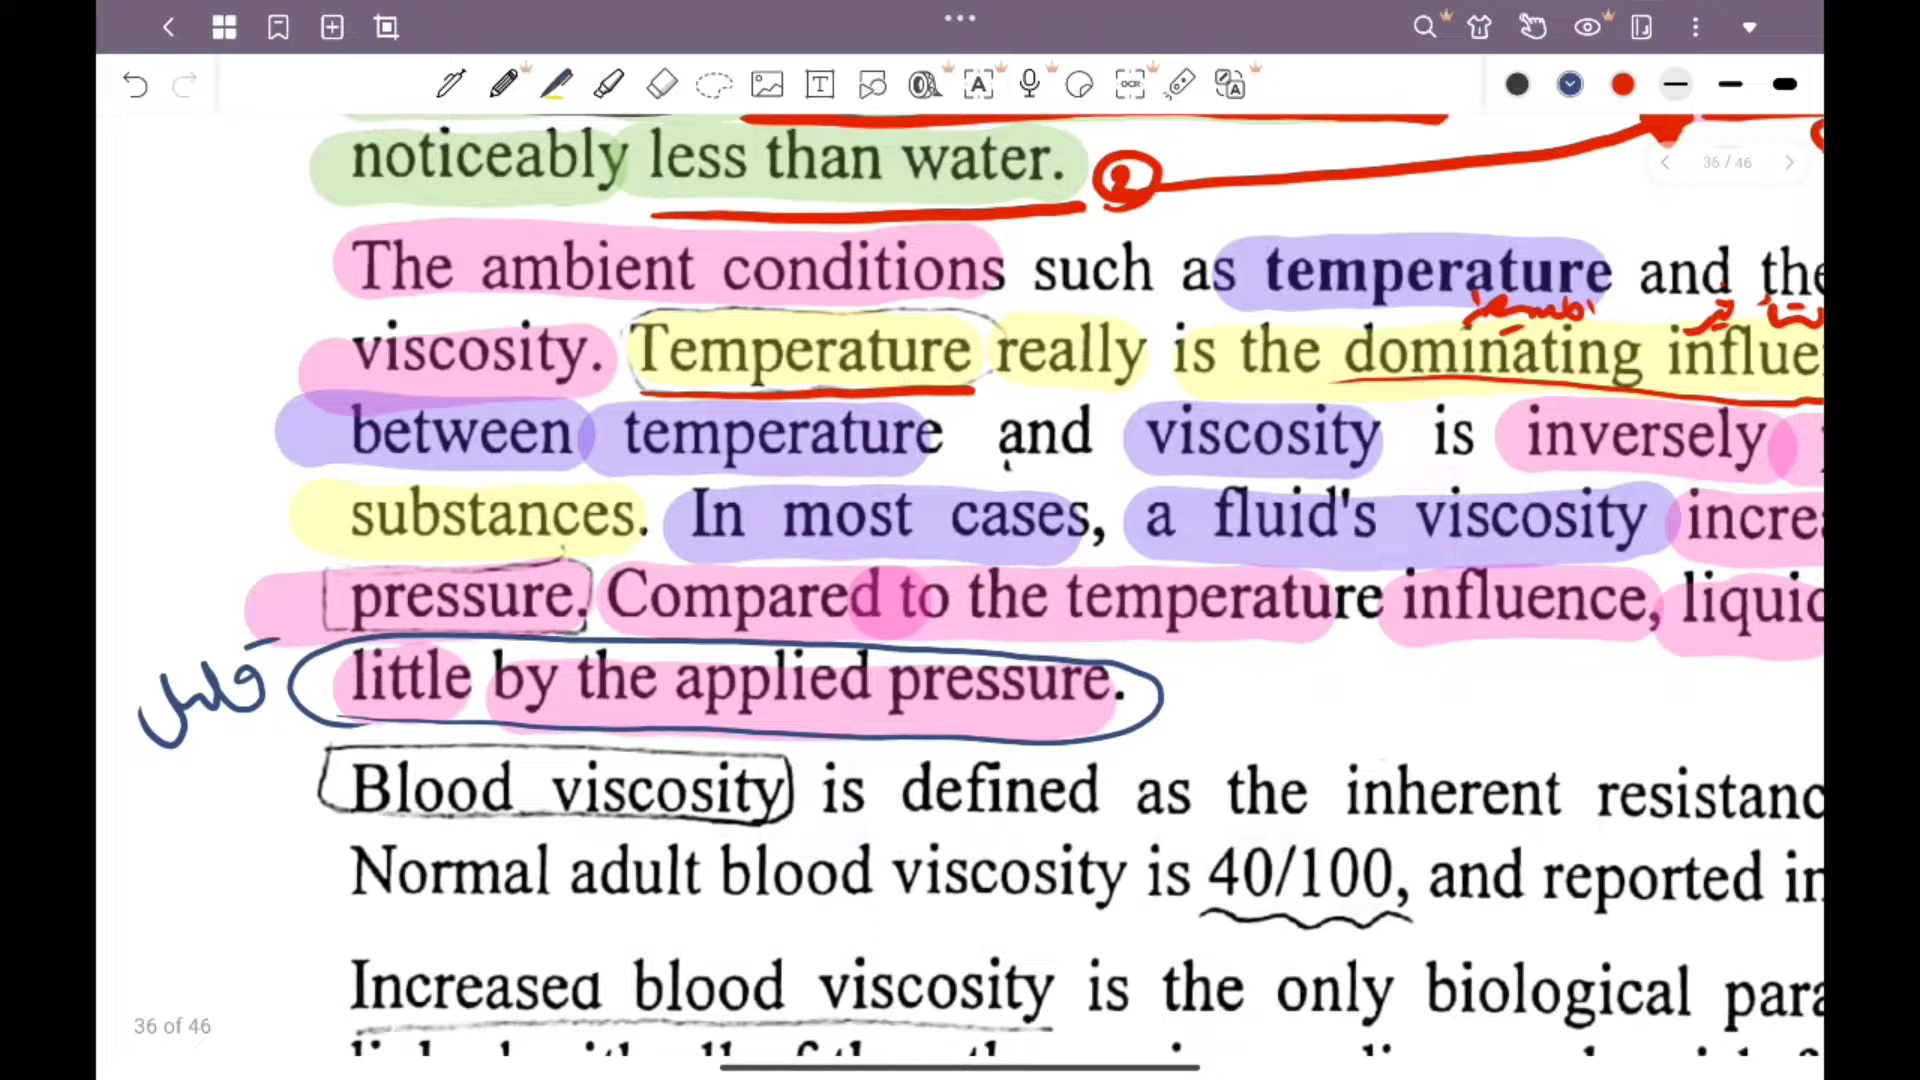 36 / 46
noticeably less than water.
The ambient conditions such as temperature and the
viscosity. Temperature really is the dominating influe
between temperature and viscosity is inversely
substances. In most cases, a fluid's viscosity incre
pressure. Compared to the temperature influence, liquid
little by the applied pressure.
Blood viscosity is defined as the inherent resistanc
Normal adult blood viscosity is 40/100, and reported in
Increased blood viscosity is the only biological para
36 of 46